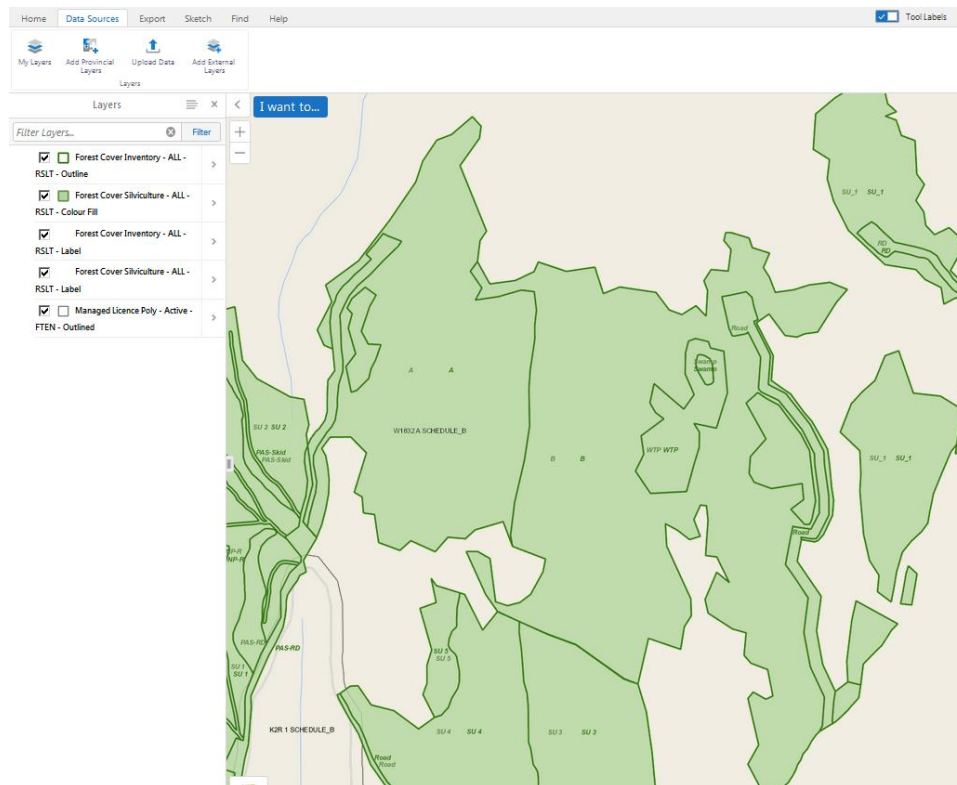 Home Data Sources Export Sketch Find Help Tool Labels
My Layers
Add Provincial
Layers
Upload Data
Add External
Layers
Layers
Layers
I want to...
Filter Layers... Filter
Forest Cover Inventory - ALL -
RSLT - Outline
Forest Cover Silviculture - ALL -
RSLT - Colour Fill
Forest Cover Inventory - ALL -
RSLT - Label
Forest Cover Silviculture - ALL -
RSLT - Label
Managed Licence Poly - Active -
FTEN - Outlined
SU_1 SU_1
RD
RD
Road
Swamp
Swamp
A A
SU 2 SU 2
W1832 A SCHEDULE_B
PAS-Skid
PAS-Skid
B B
WTP WTP
SU_1 SU_1
Road
NP-R
NP-R
PAS-RD
PAS-RD
SU 5
SU 5
SU 1
SU 1
K2R 1 SCHEDULE_B
SU 4 SU 4
SU 3 SU 3
Road
Road